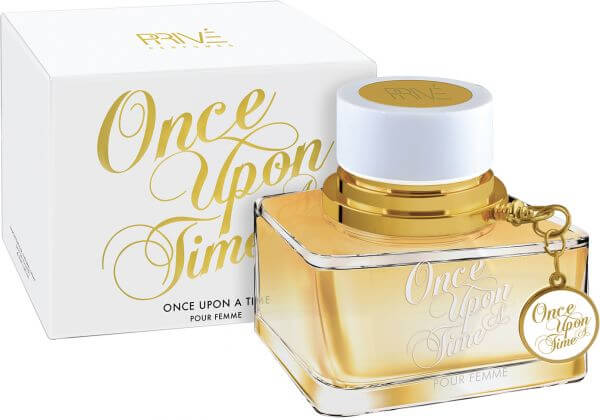 PRIVÉ
PERFUMES
Once
Upon
A
Time
ONCE UPON A TIME
POUR FEMME
PRIVÉ
Once
Upon
A
Time
POUR FEMME
Once
Upon
A
Time